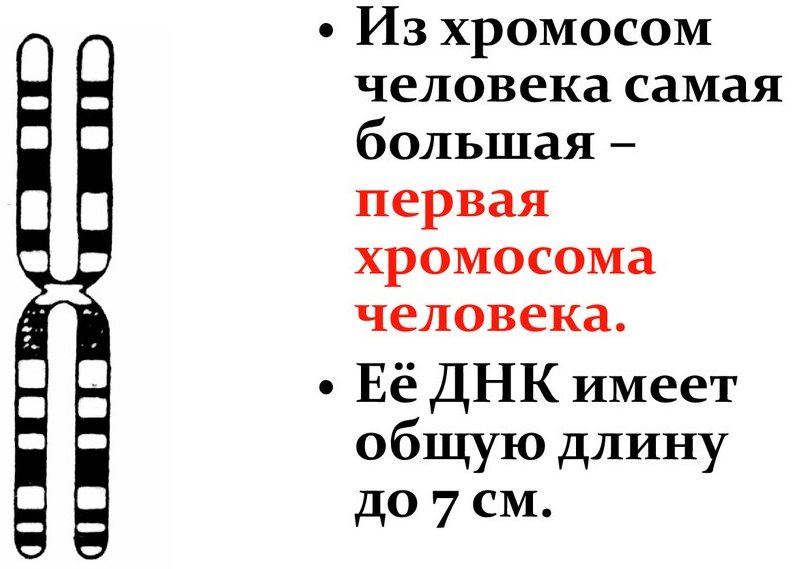 • Из хромосом
человека самая
большая –
первая
хромосома
человека.
• Её ДНК имеет
общую длину
до 7 см.